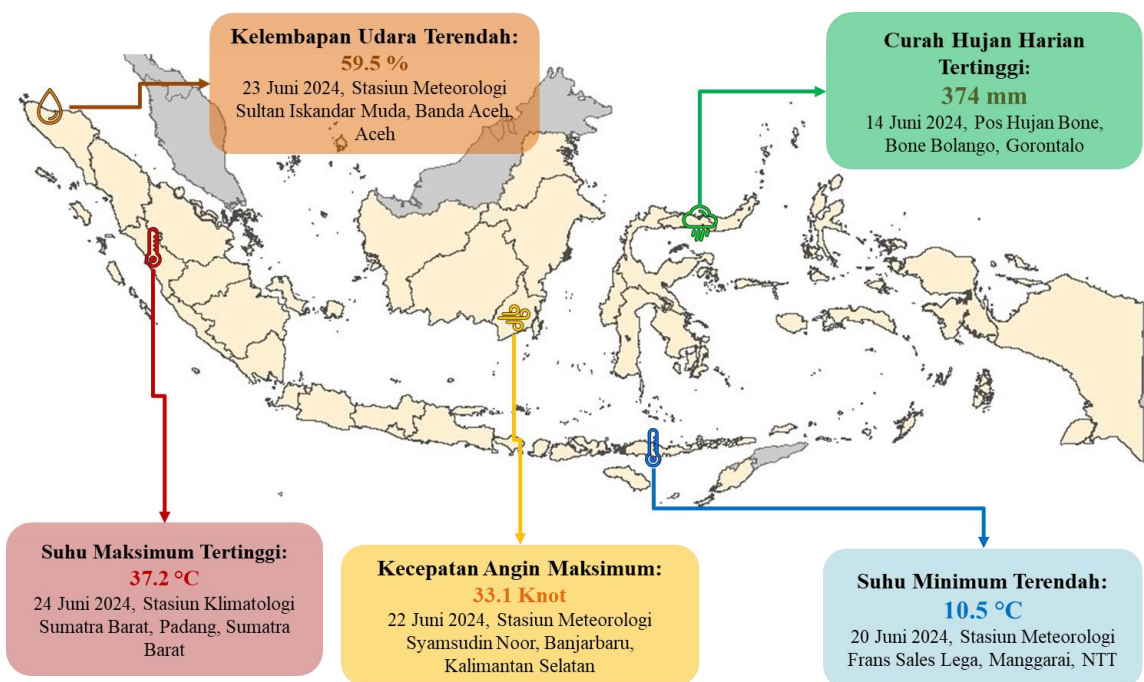 Kelembapan Udara Terendah:
59.5 %
23 Juni 2024, Stasiun Meteorologi
Sultan Iskandar Muda, Banda Aceh,
Aceh
Curah Hujan Harian
Tertinggi:
374 mm
14 Juni 2024, Pos Hujan Bone,
Bone Bolango, Gorontalo
Suhu Maksimum Tertinggi:
37.2 °C
24 Juni 2024, Stasiun Klimatologi
Sumatra Barat, Padang, Sumatra
Barat
Kecepatan Angin Maksimum:
33.1 Knot
22 Juni 2024, Stasiun Meteorologi
Syamsudin Noor, Banjarbaru,
Kalimantan Selatan
Suhu Minimum Terendah:
10.5 °C
20 Juni 2024, Stasiun Meteorologi
Frans Sales Lega, Manggarai, NTT